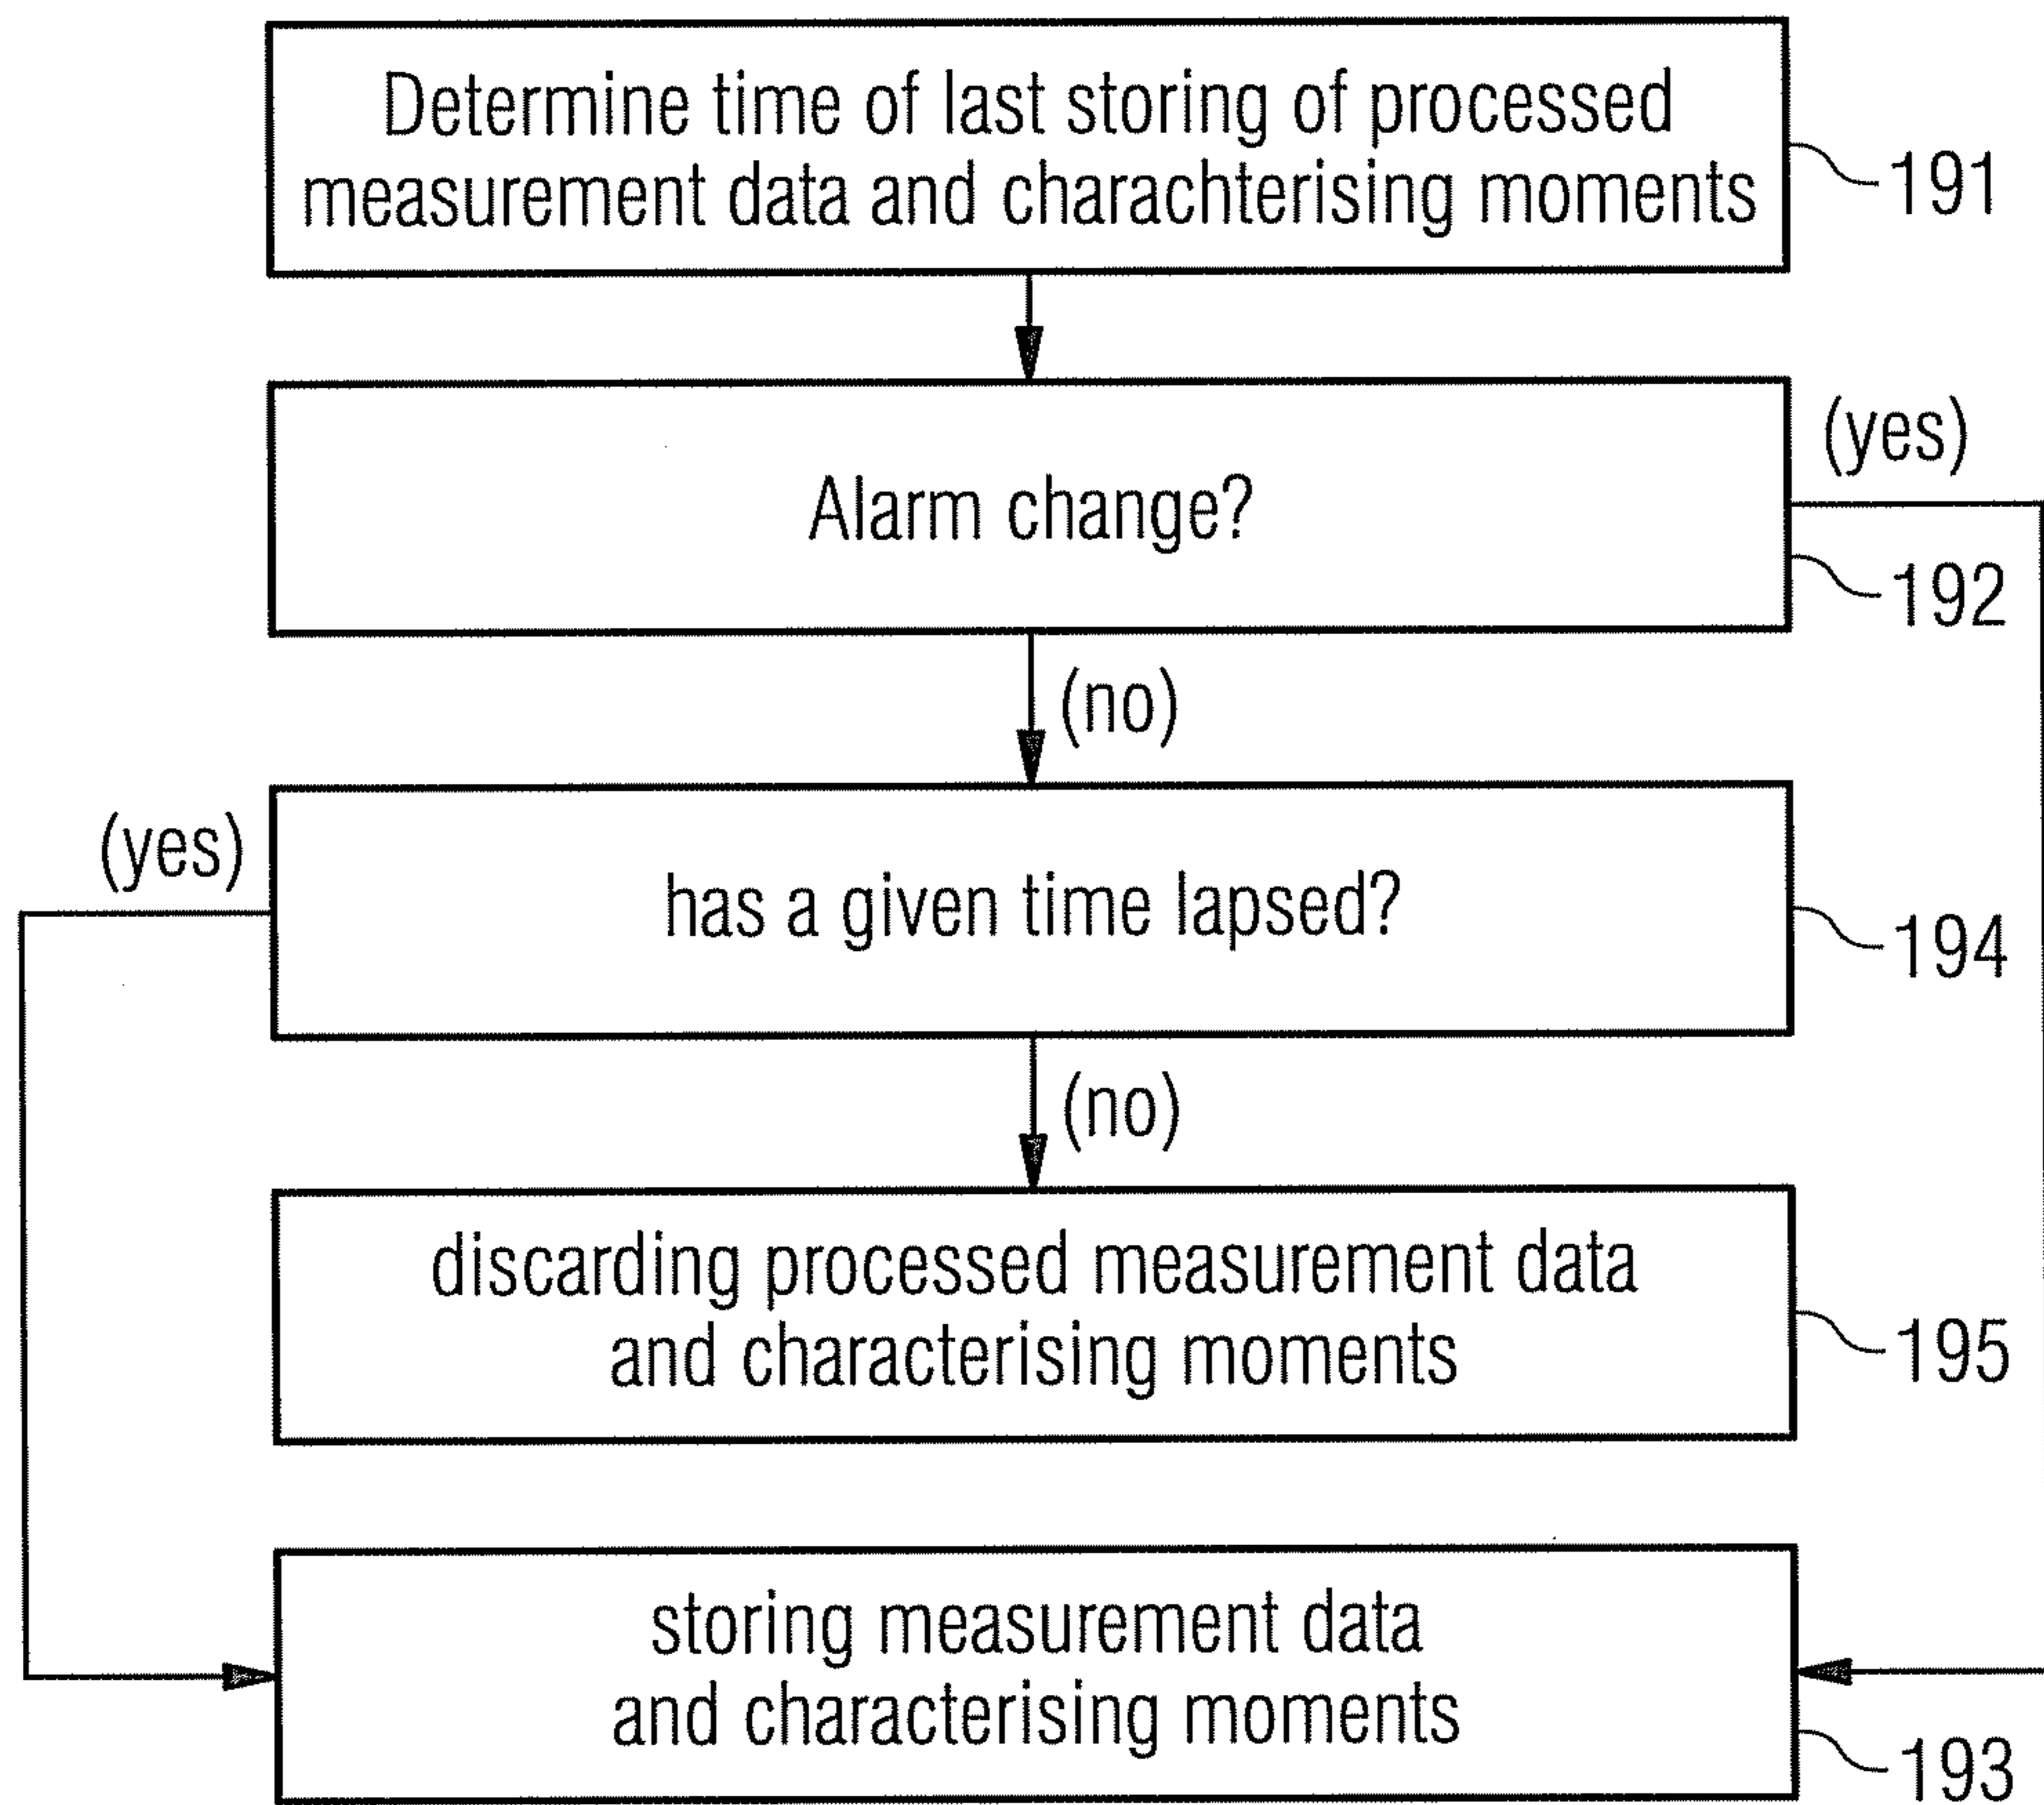 Determine time of last storing of processed
measurement data and charachterising moments
191
(yes)
Alarm change?
192
(no)
(yes)
has a given time lapsed?
194
(no)
discarding processed measurement data
and characterising moments
195
storing measurement data
and characterising moments
193